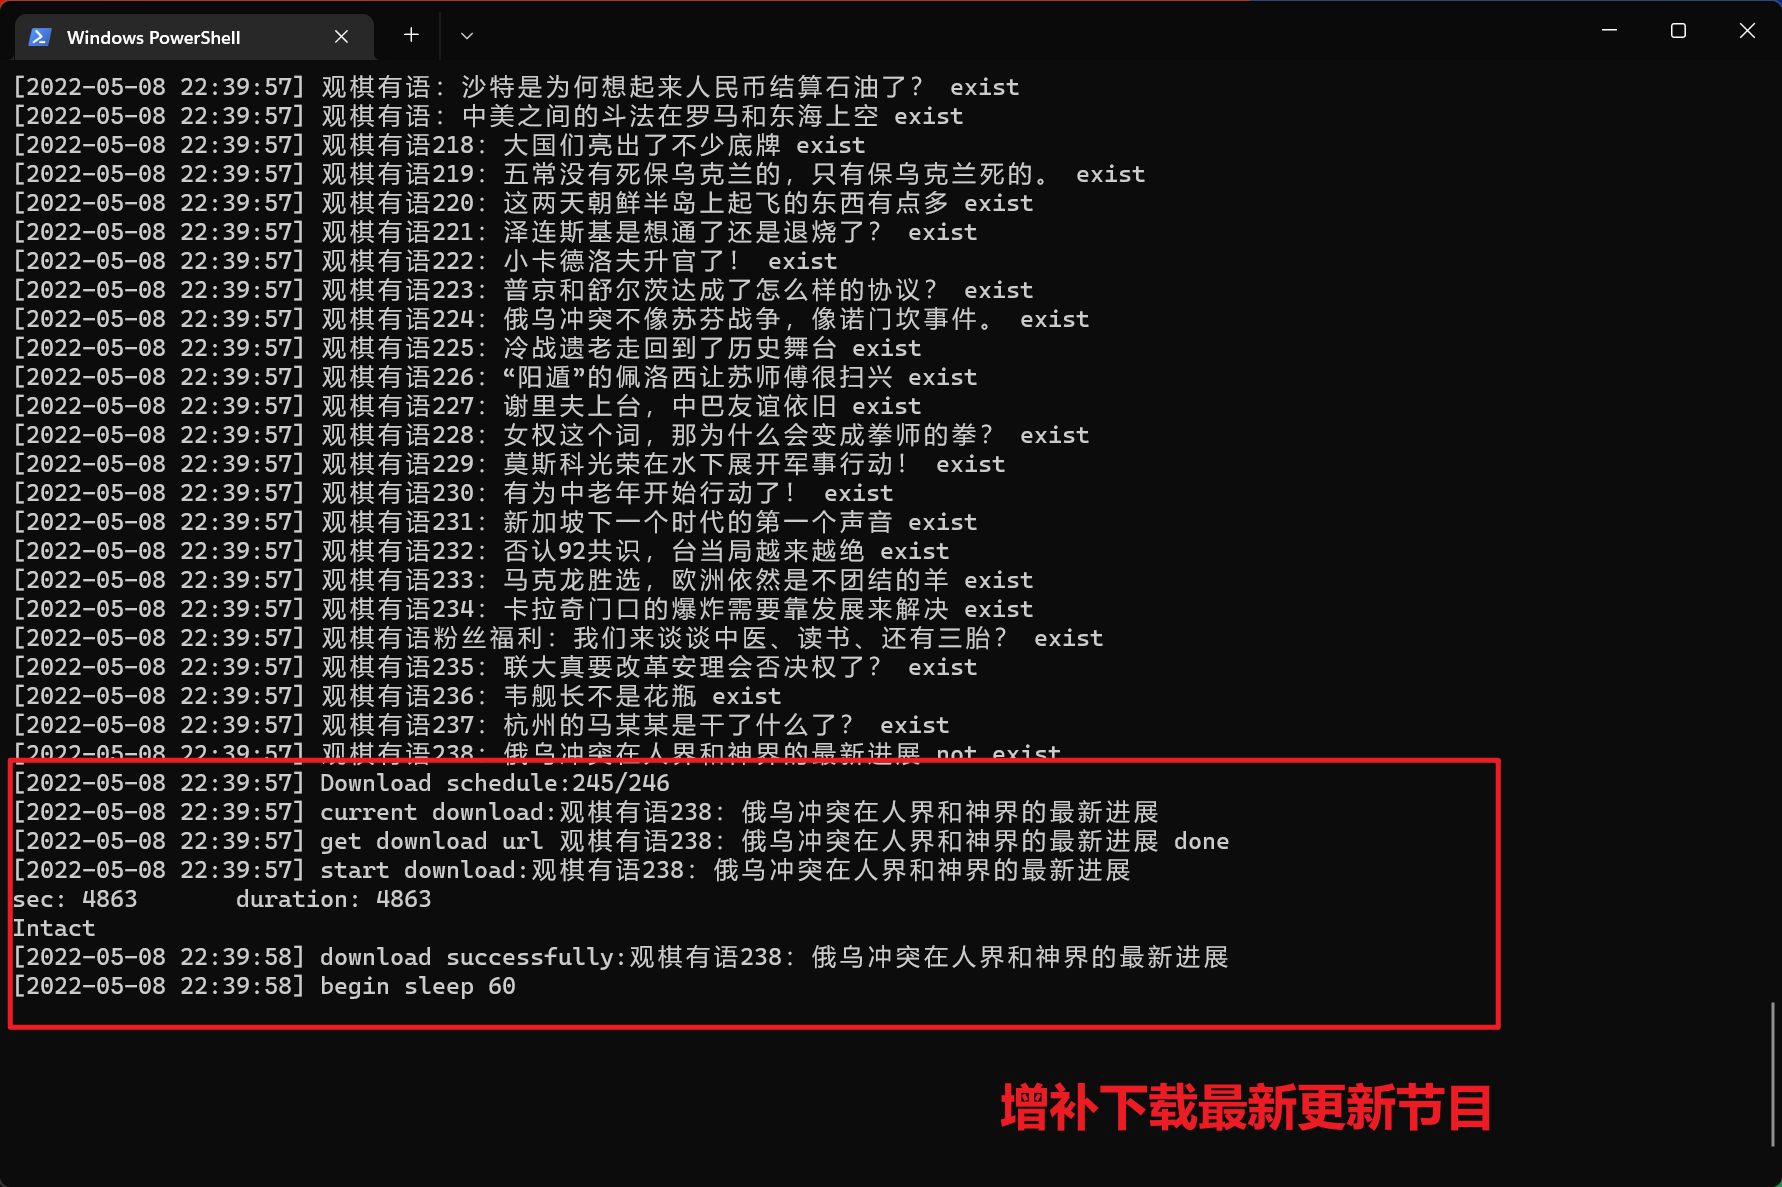 Windows PowerShell
[2022-05-08 22:39:57] 观棋有语：沙特是为何想起来人民币结算石油了？ exist
[2022-05-08 22:39:57] 观棋有语：中美之间的斗法在罗马和东海上空 exist
[2022-05-08 22:39:57] 观棋有语218：大国们亮出了不少底牌 exist
[2022-05-08 22:39:57] 观棋有语219：五常没有死保乌克兰的，只有保乌克兰死的。 exist
[2022-05-08 22:39:57] 观棋有语220：这两天朝鲜半岛上起飞的东西有点多 exist
[2022-05-08 22:39:57] 观棋有语221：泽连斯基是想通了还是退烧了？ exist
[2022-05-08 22:39:57] 观棋有语222：小卡德洛夫升官了！ exist
[2022-05-08 22:39:57] 观棋有语223：普京和舒尔茨达成了怎么样的协议？ exist
[2022-05-08 22:39:57] 观棋有语224：俄乌冲突不像苏芬战争，像诺门坎事件。 exist
[2022-05-08 22:39:57] 观棋有语225：冷战遗老走回到了历史舞台 exist
[2022-05-08 22:39:57] 观棋有语226：“阳遁”的佩洛西让苏师傅很扫兴 exist
[2022-05-08 22:39:57] 观棋有语227：谢里夫上台，中巴友谊依旧 exist
[2022-05-08 22:39:57] 观棋有语228：女权这个词，那为什么会变成拳师的拳？ exist
[2022-05-08 22:39:57] 观棋有语229：莫斯科光荣在水下展开军事行动！ exist
[2022-05-08 22:39:57] 观棋有语230：有为中老年开始行动了！ exist
[2022-05-08 22:39:57] 观棋有语231：新加坡下一个时代的第一个声音 exist
[2022-05-08 22:39:57] 观棋有语232：否认92共识，台当局越来越绝 exist
[2022-05-08 22:39:57] 观棋有语233：马克龙胜选，欧洲依然是不团结的羊 exist
[2022-05-08 22:39:57] 观棋有语234：卡拉奇门口的爆炸需要靠发展来解决 exist
[2022-05-08 22:39:57] 观棋有语粉丝福利：我们来谈谈中医、读书、还有三胎？ exist
[2022-05-08 22:39:57] 观棋有语235：联大真要改革安理会否决权了？ exist
[2022-05-08 22:39:57] 观棋有语236：韦舰长不是花瓶 exist
[2022-05-08 22:39:57] 观棋有语237：杭州的马某某是干了什么了？ exist
[2022-05-08 22:39:57] 观棋有语238：俄乌冲突在人界和神界的最新进展 not exist
[2022-05-08 22:39:57] Download schedule:245/246
[2022-05-08 22:39:57] current download:观棋有语238：俄乌冲突在人界和神界的最新进展
[2022-05-08 22:39:57] get download url 观棋有语238：俄乌冲突在人界和神界的最新进展 done
[2022-05-08 22:39:57] start download:观棋有语238：俄乌冲突在人界和神界的最新进展
sec: 4863 duration: 4863
Intact
[2022-05-08 22:39:58] download successfully:观棋有语238：俄乌冲突在人界和神界的最新进展
[2022-05-08 22:39:58] begin sleep 60
增补下载最新更新节目